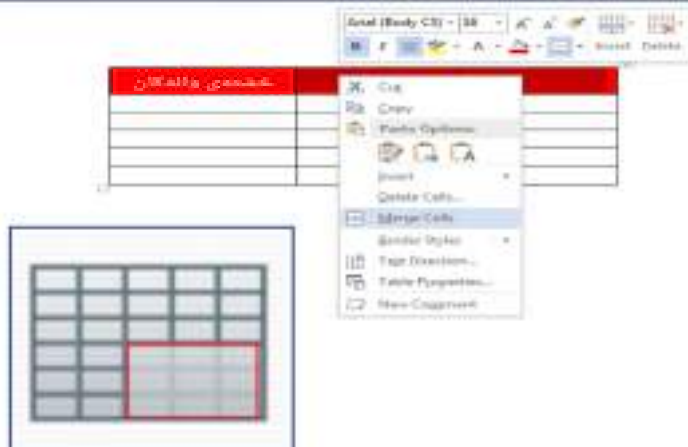 Arial (Body CS)
Insert Delete
Cut
Copy
Paste Options:
Insert
Delete Cells...
Merge Cells
Border Styles
Text Direction...
Table Properties...
New Comment